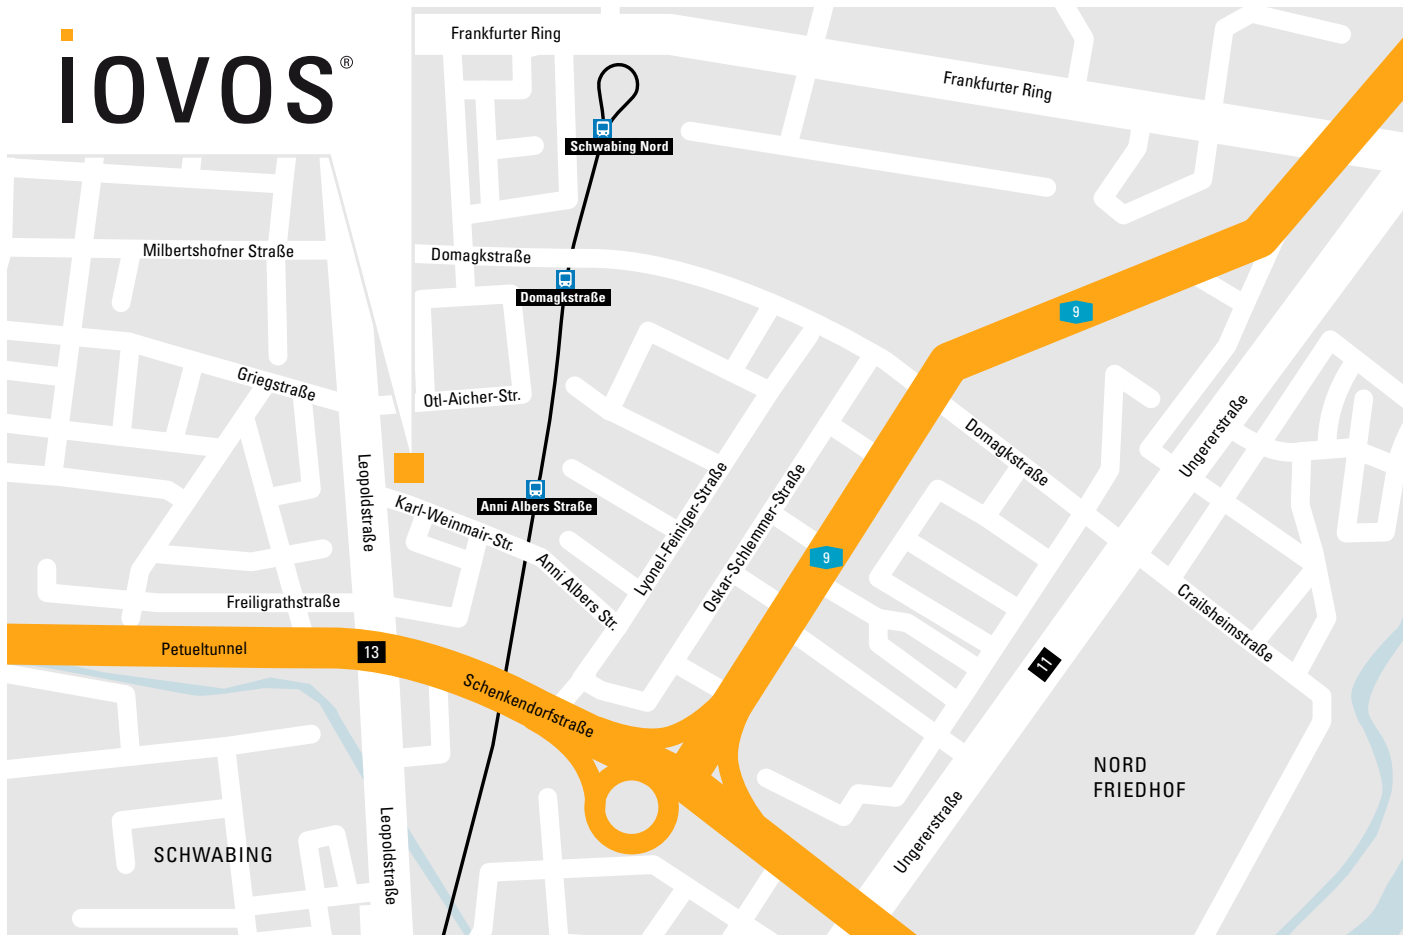 iovos®
Frankfurter Ring
Frankfurter Ring
Schwabing Nord
Milbertshofner Straße
Domagkstraße
Domagkstraße
9
Griegstraße
Otl-Aicher-Str.
Domagkstraße
Ungererstraße
Leopoldstraße
Karl-Weinmair-Str.
Anni Albers Straße
Lyonel-Feiniger-Straße
Oskar-Schlemmer-Straße
9
Anni Albers Str.
Freiligrathstraße
Crailsheimstraße
Petueltunnel
13
11
Schenkendorfstraße
NORD
FRIEDHOF
Ungererstraße
Leopoldstraße
SCHWABING